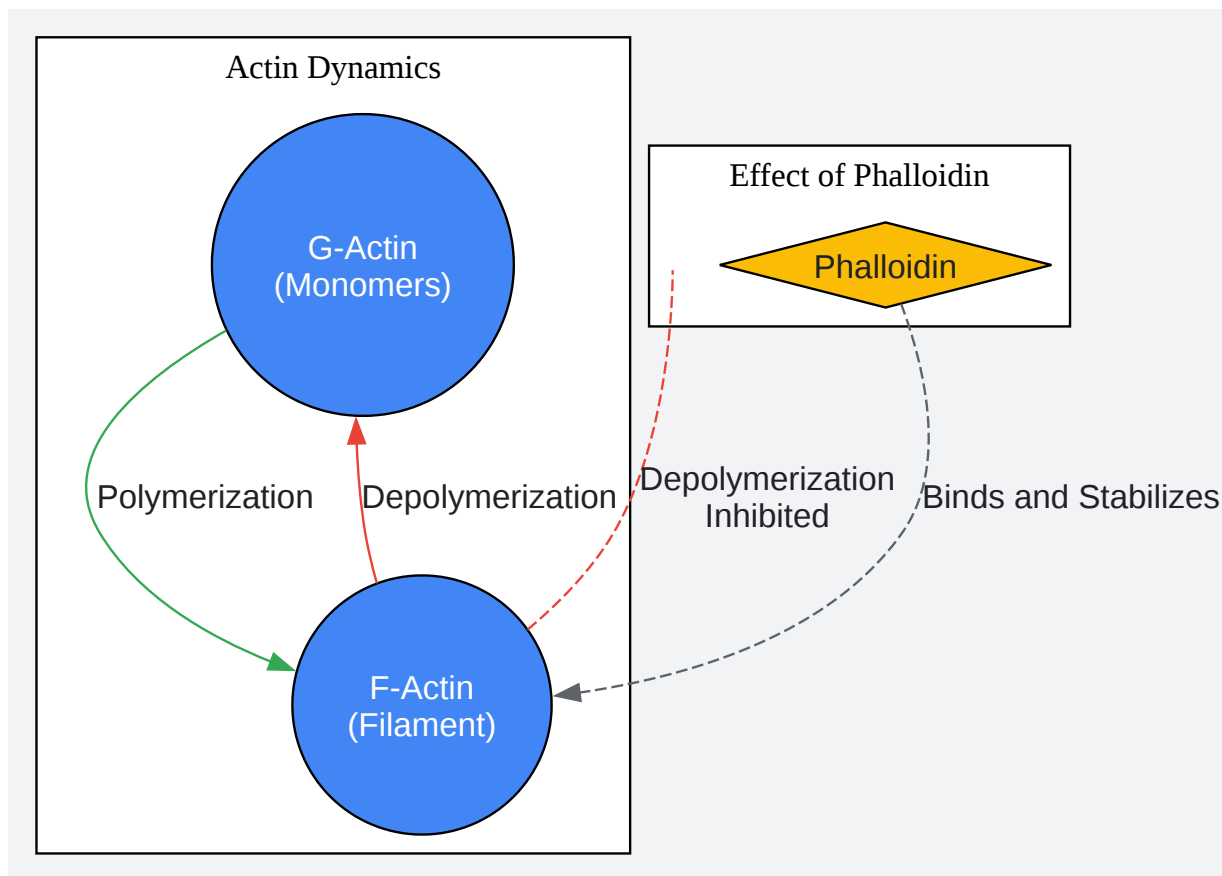 Actin Dynamics
G-Actin
(Monomers)
Polymerization
Depolymerization
F-Actin
(Filament)
Effect of Phalloidin
Phalloidin
Depolymerization
Inhibited
Binds and Stabilizes